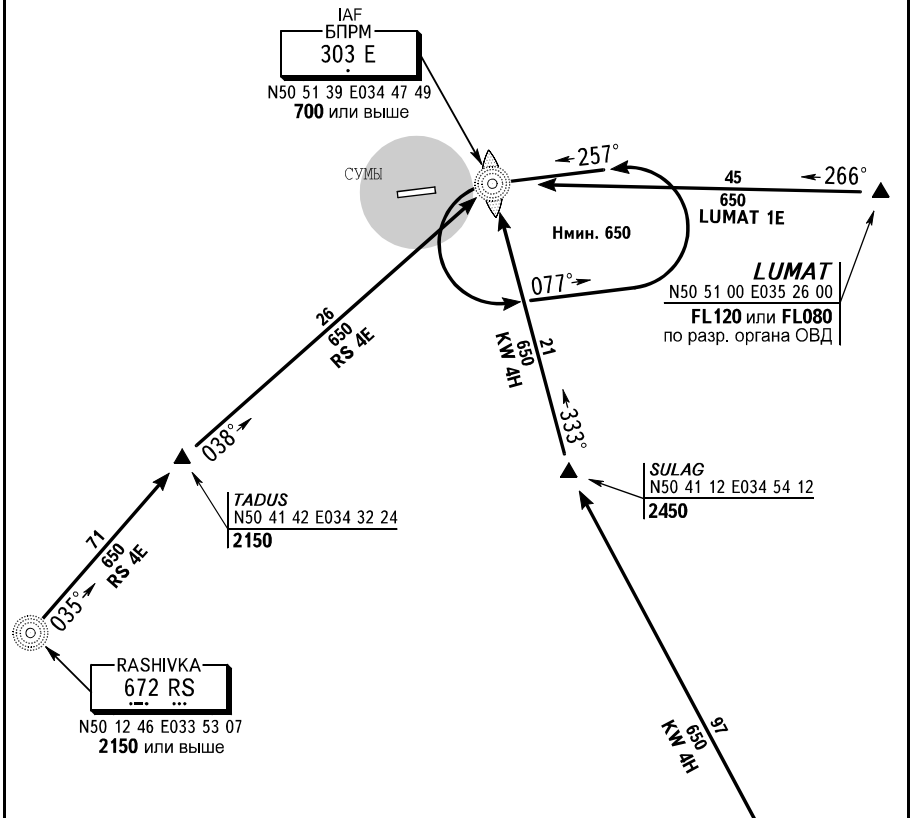 IAF
БПРМ
303 E
N50 51 39 E034 47 49
700 или выше
СУМЫ
257°
45
266°
650
LUMAT 1E
Hмин. 650
077°
LUMAT
N50 51 00 E035 26 00
FL120 или FL080
по разр. органа ОВД
26
650
RS 4E
21
650
KW 4H
038°
333°
TADUS
N50 41 42 E034 32 24
2150
SULAG
N50 41 12 E034 54 12
2450
71
650
RS 4E
035°
RASHIVKA
672 RS
N50 12 46 E033 53 07
2150 или выше
97
650
KW 4H